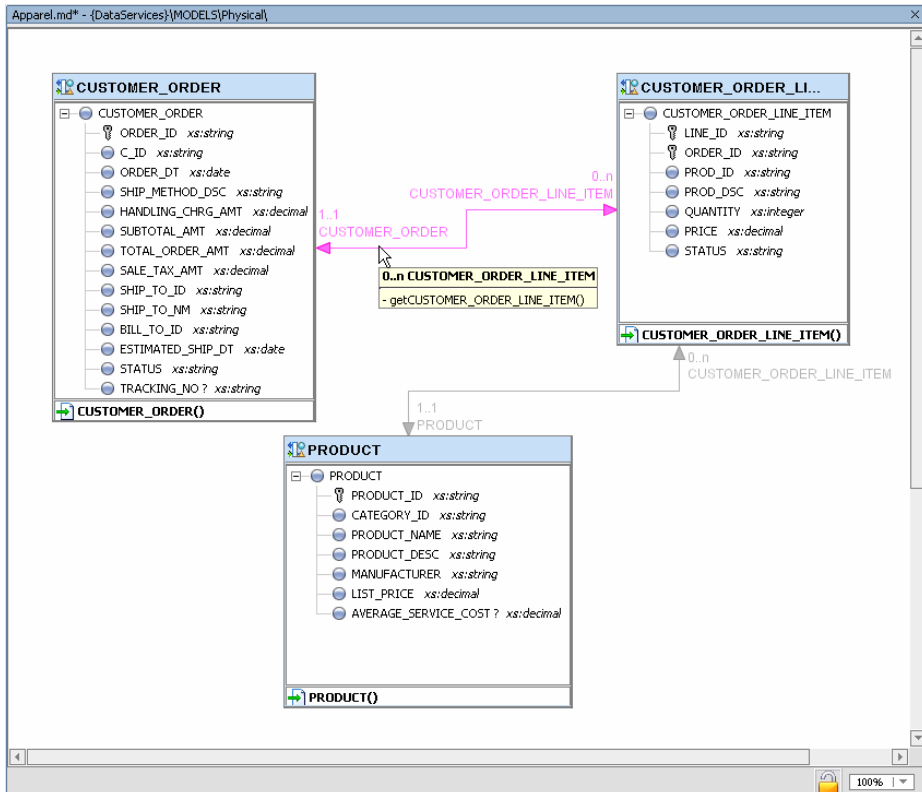 Apparel.md* - {DataServices}\MODELS\Physical\
CUSTOMER_ORDER
CUSTOMER_ORDER
ORDER_ID xs:string
C_ID xs:string
ORDER_DT xs:date
SHIP_METHOD_DSC xs:string
HANDLING_CHRG_AMT xs:decimal
SUBTOTAL_AMT xs:decimal
TOTAL_ORDER_AMT xs:decimal
SALE_TAX_AMT xs:decimal
SHIP_TO_ID xs:string
SHIP_TO_NM xs:string
BILL_TO_ID xs:string
ESTIMATED_SHIP_DT xs:date
STATUS xs:string
TRACKING_NO ? xs:string
CUSTOMER_ORDER()
0..n
CUSTOMER_ORDER_LINE_ITEM
1..1
CUSTOMER_ORDER
0..n CUSTOMER_ORDER_LINE_ITEM
- getCUSTOMER_ORDER_LINE_ITEM()
CUSTOMER_ORDER_LI...
CUSTOMER_ORDER_LINE_ITEM
LINE_ID xs:string
ORDER_ID xs:string
PROD_ID xs:string
PROD_DSC xs:string
QUANTITY xs:integer
PRICE xs:decimal
STATUS xs:string
CUSTOMER_ORDER_LINE_ITEM()
0..n
CUSTOMER_ORDER_LINE_ITEM
1..1
PRODUCT
PRODUCT
PRODUCT
PRODUCT_ID xs:string
CATEGORY_ID xs:string
PRODUCT_NAME xs:string
PRODUCT_DESC xs:string
MANUFACTURER xs:string
LIST_PRICE xs:decimal
AVERAGE_SERVICE_COST ? xs:decimal
PRODUCT()
100%